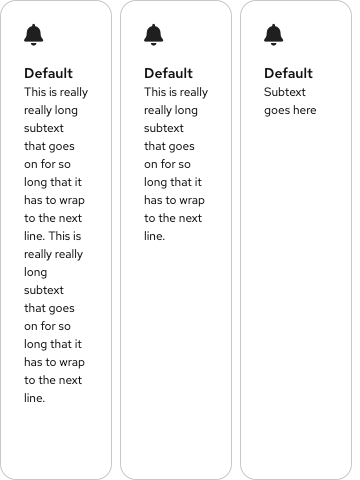 Default
This is really
really long
subtext
that goes
on for so
long that it
has to wrap
to the next
line. This is
really really
long
subtext
that goes
on for so
long that it
has to wrap
to the next
line.
Default
This is really
really long
subtext
that goes
on for so
long that it
has to wrap
to the next
line.
Default
Subtext
goes here